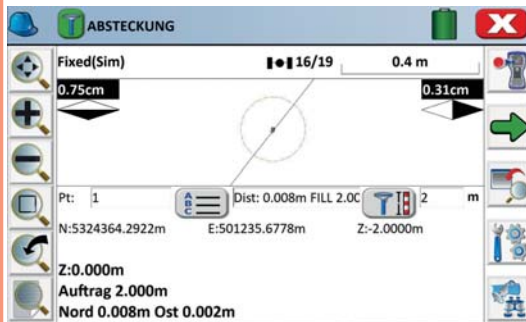 ABSTECKUNG
Fixed(Sim) 16/19 0.4 m
0.75cm 0.31cm
Pt: 1 A B C Dist: 0.008m FILL 2.0C 2 m
N:5324364.2922m E:501235.6778m Z:-2.0000m
Z:0.000m
Auftrag 2.000m
Nord 0.008m Ost 0.002m